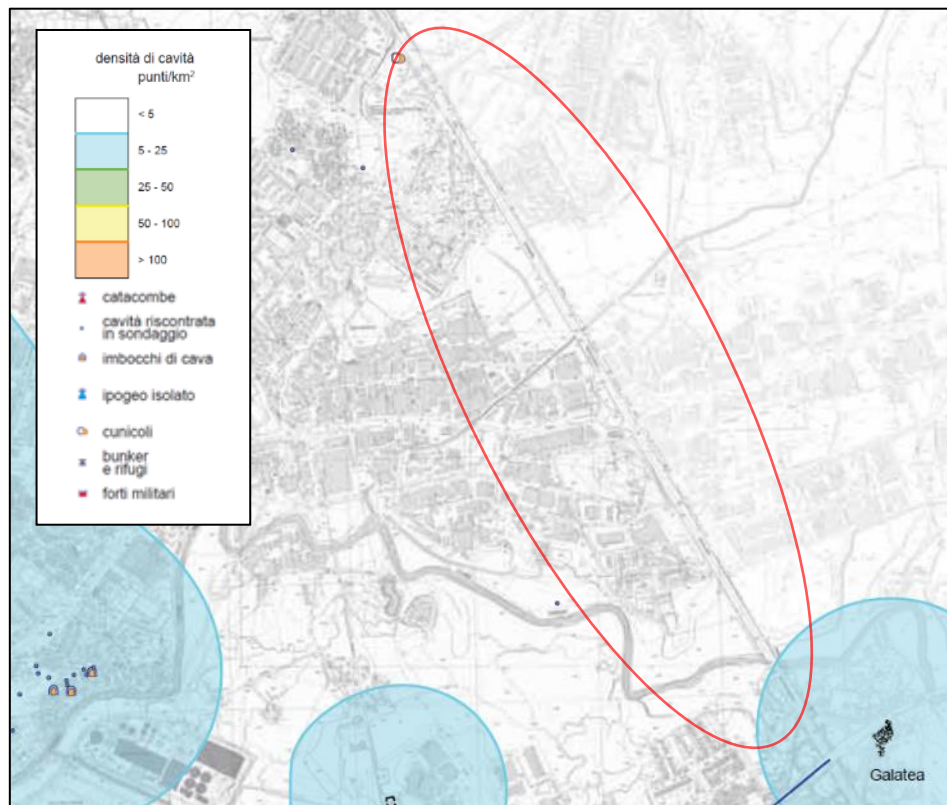 densità di cavità
punti/km²
< 5
5 - 25
25 - 50
50 - 100
> 100
catacombe
cavità riscontrata
in sondaggio
imbocchi di cava
ipogeo isolato
cunicoli
bunker
e rifugi
forti militari
Galatea